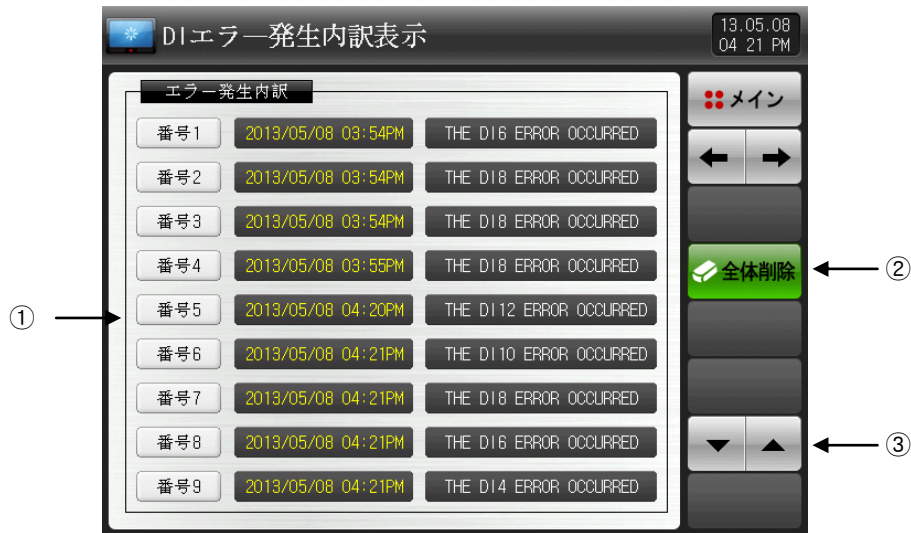 DIエラー発生内訳表示
13.05.08
04 21 PM
エラー発生内訳
メイン
番号1 2013/05/08 03:54PM THE DI6 ERROR OCCURRED
番号2 2013/05/08 03:54PM THE DI8 ERROR OCCURRED
番号3 2013/05/08 03:54PM THE DI8 ERROR OCCURRED
番号4 2013/05/08 03:55PM THE DI8 ERROR OCCURRED
全体削除
②
番号5 2013/05/08 04:20PM THE DI12 ERROR OCCURRED
①
番号6 2013/05/08 04:21PM THE DI10 ERROR OCCURRED
番号7 2013/05/08 04:21PM THE DI8 ERROR OCCURRED
番号8 2013/05/08 04:21PM THE DI6 ERROR OCCURRED
③
番号9 2013/05/08 04:21PM THE DI4 ERROR OCCURRED